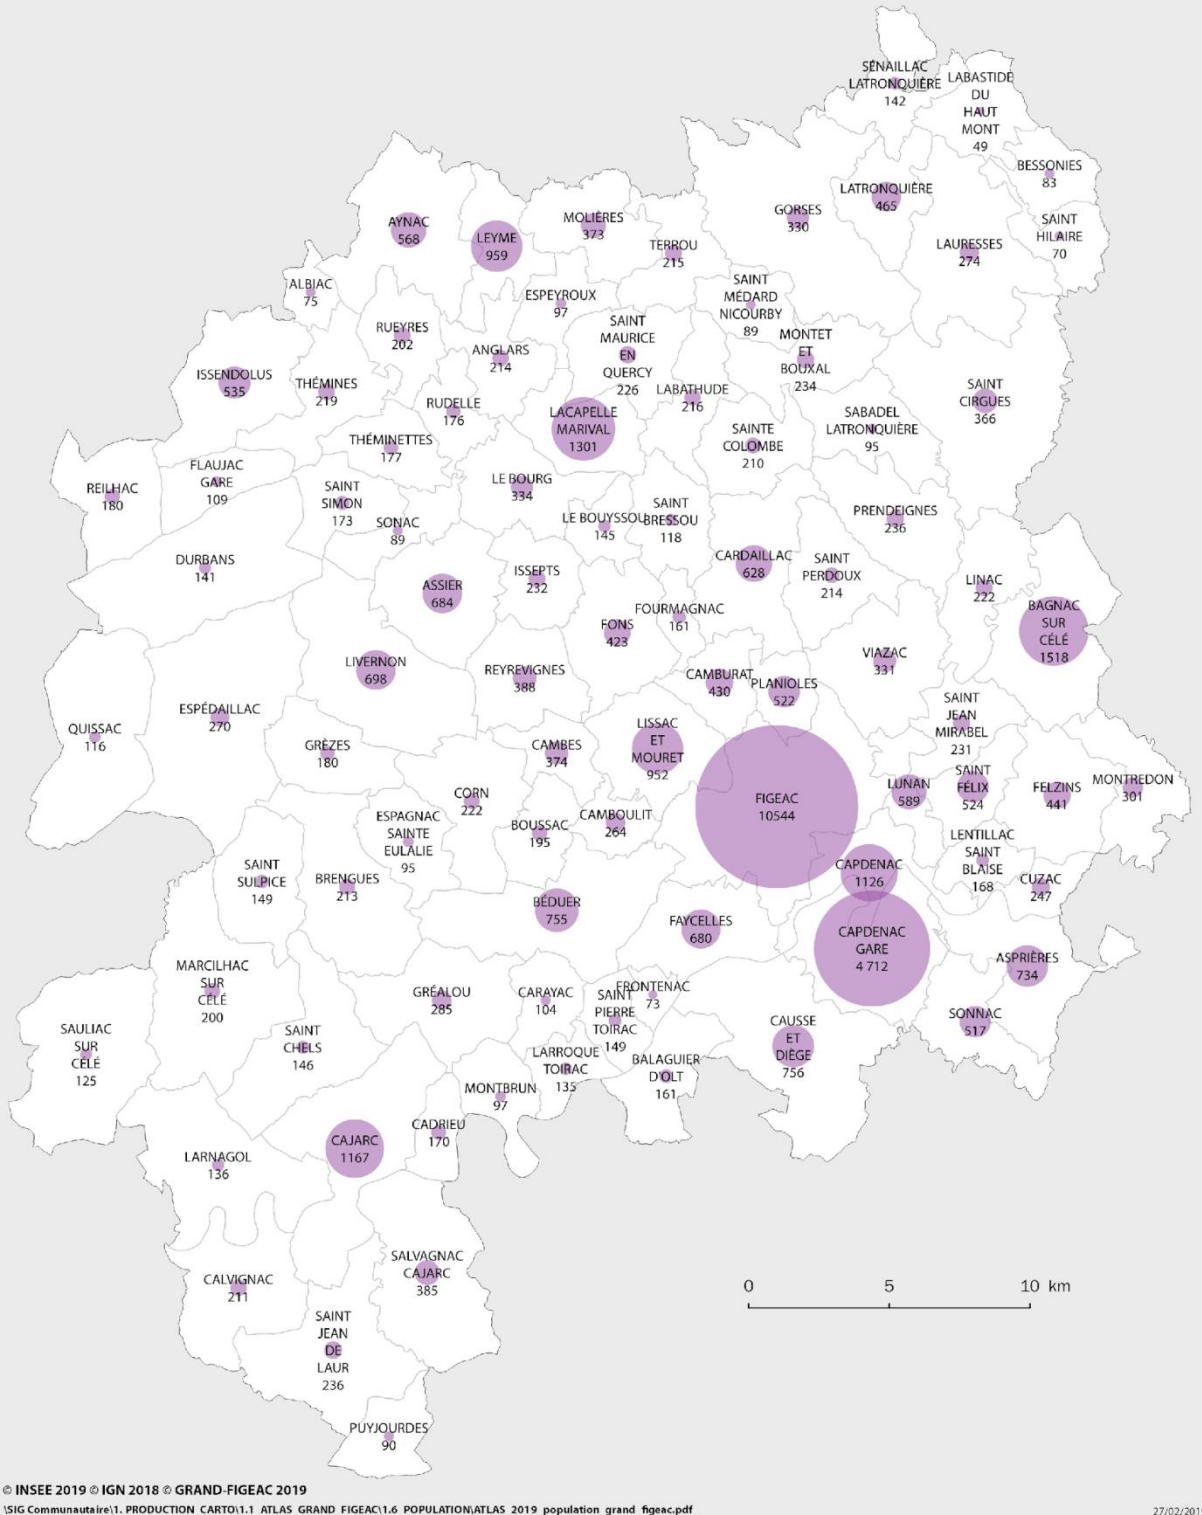 SÉNAILLAC
LATRONQUIÈRE
142
LABASTIDE
DU
HAUT
MONT
49
BESSONIES
83
SAINT
HILAIRE
70
LATRONQUIÈRE
465
GORSES
330
LAURESSES
274
AYNAC
568
LEYME
959
MOLIÈRES
373
TERROU
215
ALBIAC
75
ESPEYROUX
97
SAINT
MÉDARD
NICOURBY
89
RUEYRES
202
ANGLARS
214
SAINT
MAURICE
EN
QUERCY
226
MONTET
ET
BOUXAL
234
ISSENDOLUS
535
THÉMINES
219
RUDELLE
176
LABATHUDE
216
SAINT
CIRGUES
366
LACAPELLE
MARIVAL
1301
SAINTE
COLOMBE
210
SABADEL
LATRONQUIÈRE
95
THÉMINETTES
177
FLAUJAC
GARE
109
REILHAC
180
SAINT
SIMON
173
LE BOURG
334
SONAC
89
LE BOUYSSOU
145
SAINT
BRESSOU
118
PRENDEIGNES
236
DURBANS
141
ASSIER
684
ISSEPTS
232
CARDAILLAC
628
SAINT
PERDOUX
214
LINAC
222
FOURMAGNAC
161
FONS
423
BAGNAC
SUR
CÉLÉ
1518
LIVERNON
698
REYREVIGNES
388
CAMBURAT
430
PLANIOLES
522
VIAZAC
331
QUISSAC
116
ESPÉDAILLAC
270
GRÈZES
180
CAMBES
374
LISSAC
ET
MOURET
952
SAINT
JEAN
MIRABEL
231
CORN
222
FIGEAC
10544
LUNAN
589
SAINT
FÉLIX
524
FELZINS
441
MONTREDON
301
ESPAGNAC
SAINTE
EULALIE
95
BOUSSAC
195
CAMBOULIT
264
LENTILLAC
SAINT
BLAISE
168
SAINT
SULPICE
149
BRENGUES
213
CAPDENAC
1126
CUZAC
247
BÉDUER
755
FAYCELLES
680
CAPDENAC
GARE
4 712
ASPRIÈRES
734
MARCILHAC
SUR
CÉLÉ
200
GRÉALOU
285
CARAYAC
104
FRONTENAC
73
SAINT
PIERRE
TOIRAC
149
SONNAC
517
SAULIAC
SUR
CÉLÉ
125
SAINT
CHELS
146
CAUSSE
ET
DIÈGE
756
LARROQUE
TOIRAC
135
BALAGUIER
D'OLT
161
MONTBRUN
97
CAJARC
1167
CADRIEU
170
LARNAGOL
136
CALVIGNAC
211
SALVAGNAC
CAJARC
385
0 5 10 km
SAINT
JEAN
DE
LAUR
236
PUYJOURDES
90
© INSEE 2019 © IGN 2018 © GRAND-FIGEAC 2019
\SIG Communautaire\1. PRODUCTION_CARTO\1.1_ATLAS_GRAND_FIGEAC\1.6_POPULATION\ATLAS_2019_population_grand_figeac.pdf